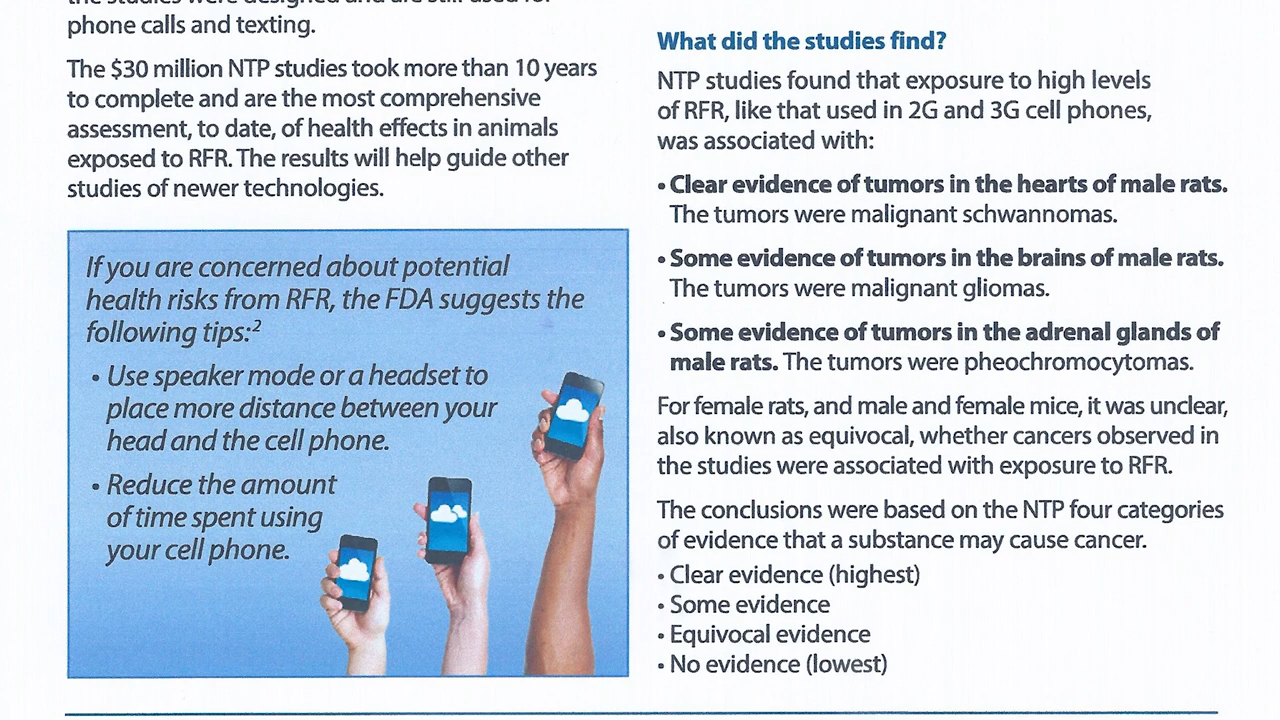 the studies were designed and are still used for
phone calls and texting.
The $30 million NTP studies took more than 10 years
to complete and are the most comprehensive
assessment, to date, of health effects in animals
exposed to RFR. The results will help guide other
studies of newer technologies.
If you are concerned about potential
health risks from RFR, the FDA suggests the
following tips:2
• Use speaker mode or a headset to
place more distance between your
head and the cell phone.
• Reduce the amount
of time spent using
your cell phone.
What did the studies find?
NTP studies found that exposure to high levels
of RFR, like that used in 2G and 3G cell phones,
was associated with:
• Clear evidence of tumors in the hearts of male rats.
The tumors were malignant schwannomas.
• Some evidence of tumors in the brains of male rats.
The tumors were malignant gliomas.
• Some evidence of tumors in the adrenal glands of
male rats. The tumors were pheochromocytomas.
For female rats, and male and female mice, it was unclear,
also known as equivocal, whether cancers observed in
the studies were associated with exposure to RFR.
The conclusions were based on the NTP four categories
of evidence that a substance may cause cancer.
• Clear evidence (highest)
• Some evidence
• Equivocal evidence
• No evidence (lowest)